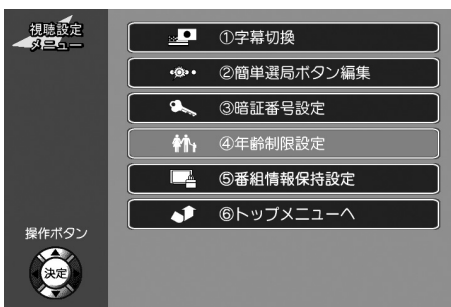 視聴設定
メニュー
①字幕切換
②簡単選局ボタン編集
③暗証番号設定
④年齢制限設定
⑤番組情報保持設定
⑥トップメニューへ
操作ボタン
決定